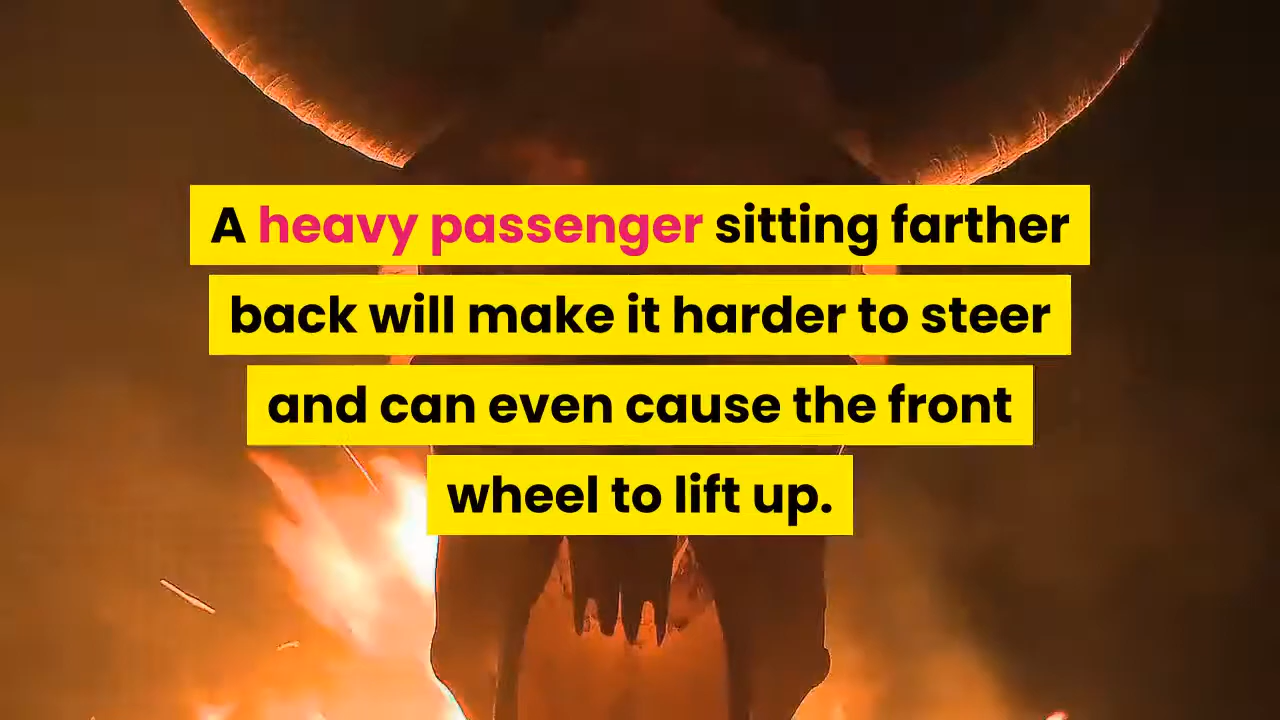 A heavy passenger sitting farther
back will make it harder to steer
and can even cause the front
wheel to lift up.